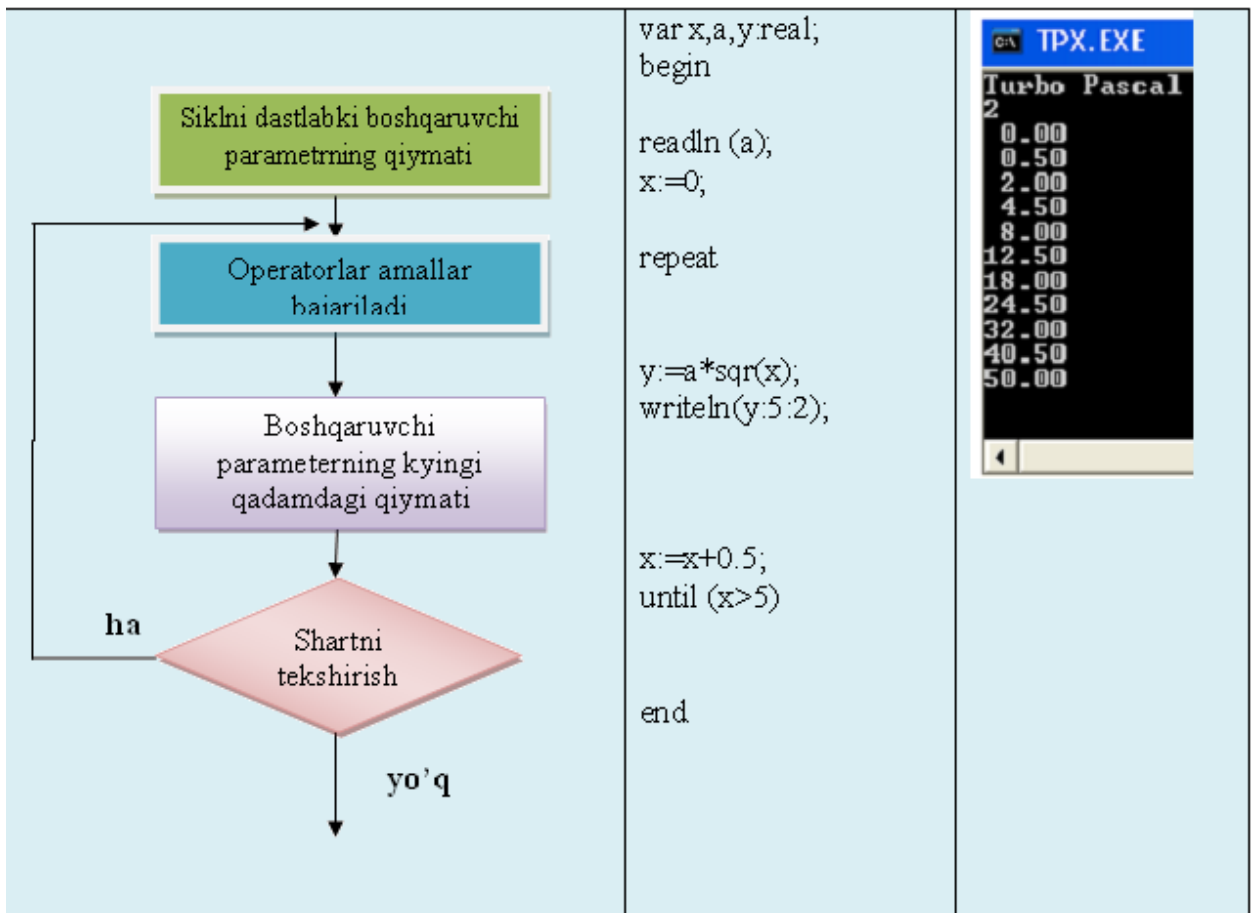 Siklni dastlabki boshqaruvchi
parametrning qiymati
Operatorlar amallar
bajariladi
Boshqaruvchi
parameterning kyingi
qadamdagi qiymati
ha
Shartni
tekshirish
yo’q
var x,a,y:real;
begin
readln (a);
x:=0;
repeat
y:=a*sqr(x);
writeln(y:5:2);
x:=x+0.5;
until (x>5)
end
TPX.EXE
Turbo Pascal
2
0.00
0.50
2.00
4.50
8.00
12.50
18.00
24.50
32.00
40.50
50.00